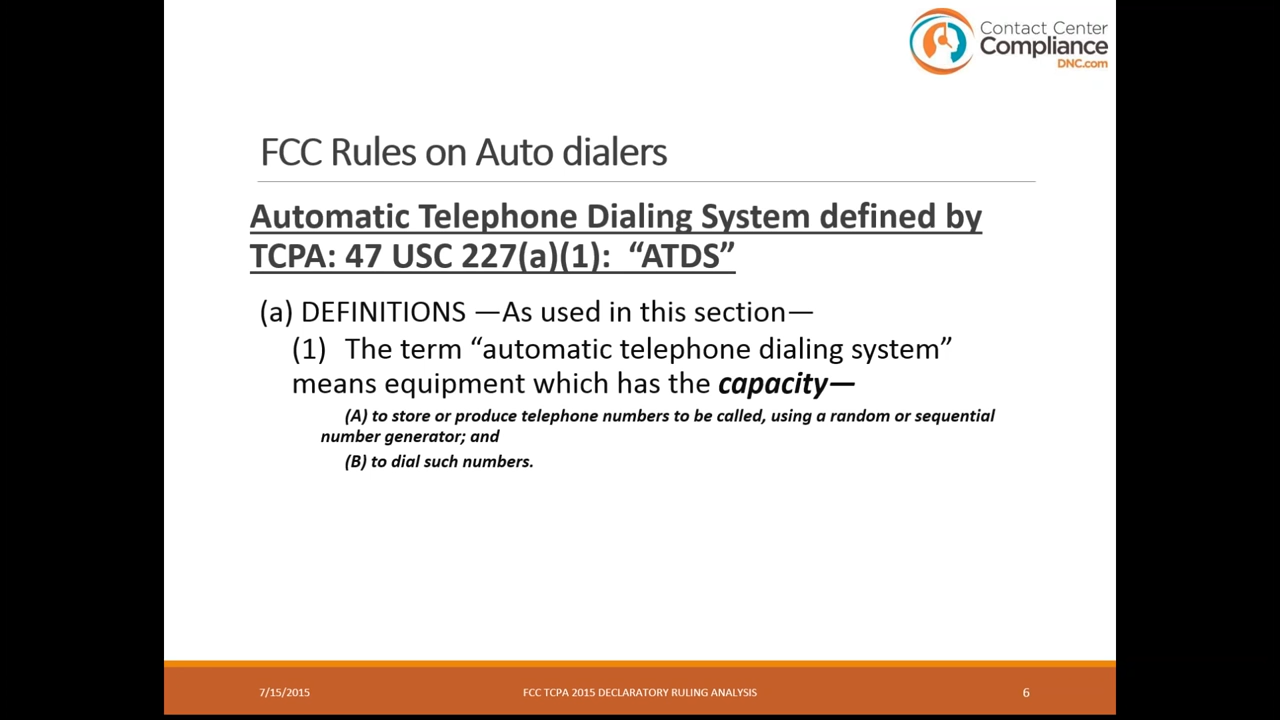 Contact Center
Compliance
DNC.com
FCC Rules on Auto dialers
Automatic Telephone Dialing System defined by
TCPA: 47 USC 227(a)(1):  “ATDS”
(a) DEFINITIONS —As used in this section—
(1)  The term “automatic telephone dialing system”
means equipment which has the capacity—
(A) to store or produce telephone numbers to be called, using a random or sequential
number generator; and
(B) to dial such numbers.
7/15/2015
FCC TCPA 2015 DECLARATORY RULING ANALYSIS
6